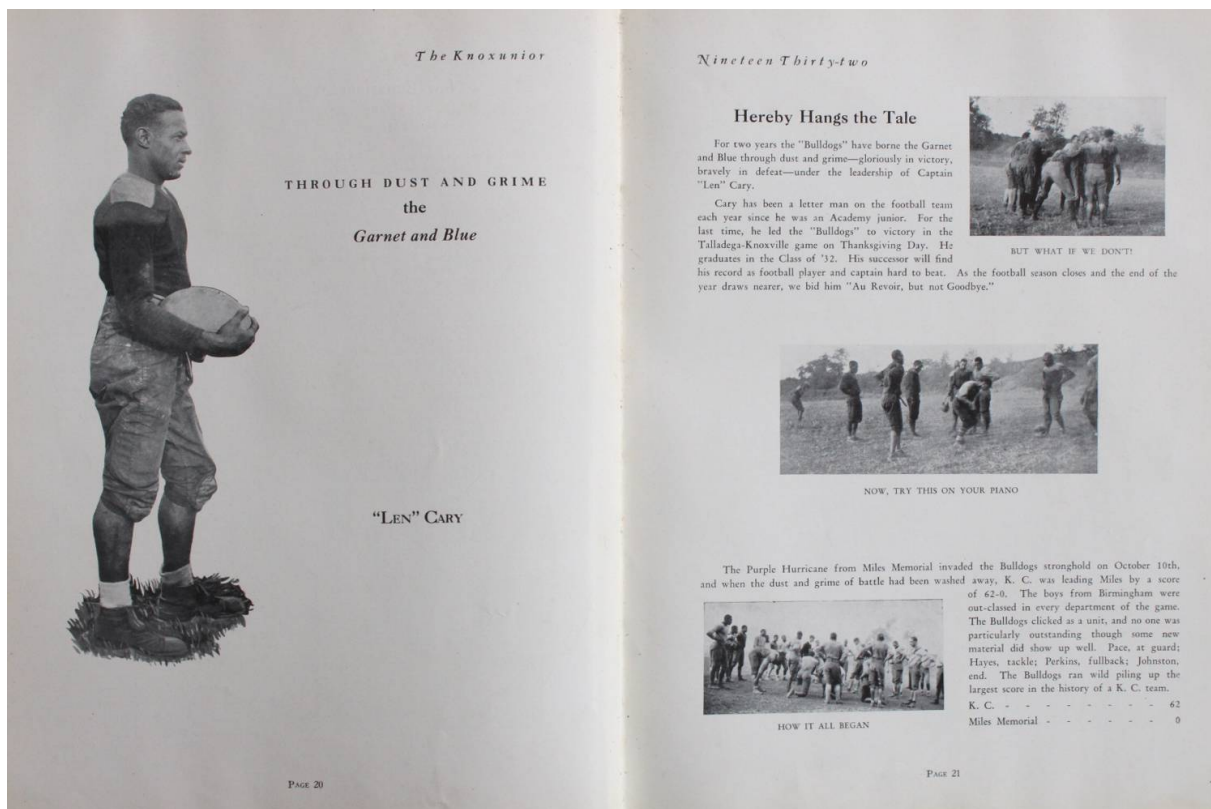 The Knoxunior
THROUGH DUST AND GRIME
the
Garnet and Blue
“LEN” CARY
PAGE 20
Nineteen Thirty-two
Hereby Hangs the Tale
For two years the "Bulldogs" have borne the Garnet
and Blue through dust and grime—gloriously in victory,
bravely in defeat—under the leadership of Captain
"Len" Cary.
Cary has been a letter man on the football team
each year since he was an Academy junior. For the
last time, he led the "Bulldogs" to victory in the
Talladega-Knoxville game on Thanksgiving Day. He
graduates in the Class of '32. His successor will find
his record as football player and captain hard to beat. As the football season closes and the end of the
year draws nearer, we bid him "Au Revoir, but not Goodbye."
BUT WHAT IF WE DON'T!
NOW, TRY THIS ON YOUR PIANO
The Purple Hurricane from Miles Memorial invaded the Bulldogs stronghold on October 10th,
and when the dust and grime of battle had been washed away, K. C. was leading Miles by a score
of 62-0. The boys from Birmingham were
out-classed in every department of the game.
The Bulldogs clicked as a unit, and no one was
particularly outstanding though some new
material did show up well. Pace, at guard;
Hayes, tackle; Perkins, fullback; Johnston,
end. The Bulldogs ran wild piling up the
largest score in the history of a K. C. team.
K. C. - - - - - - - - 62
Miles Memorial - - - - - - 0
HOW IT ALL BEGAN
PAGE 21